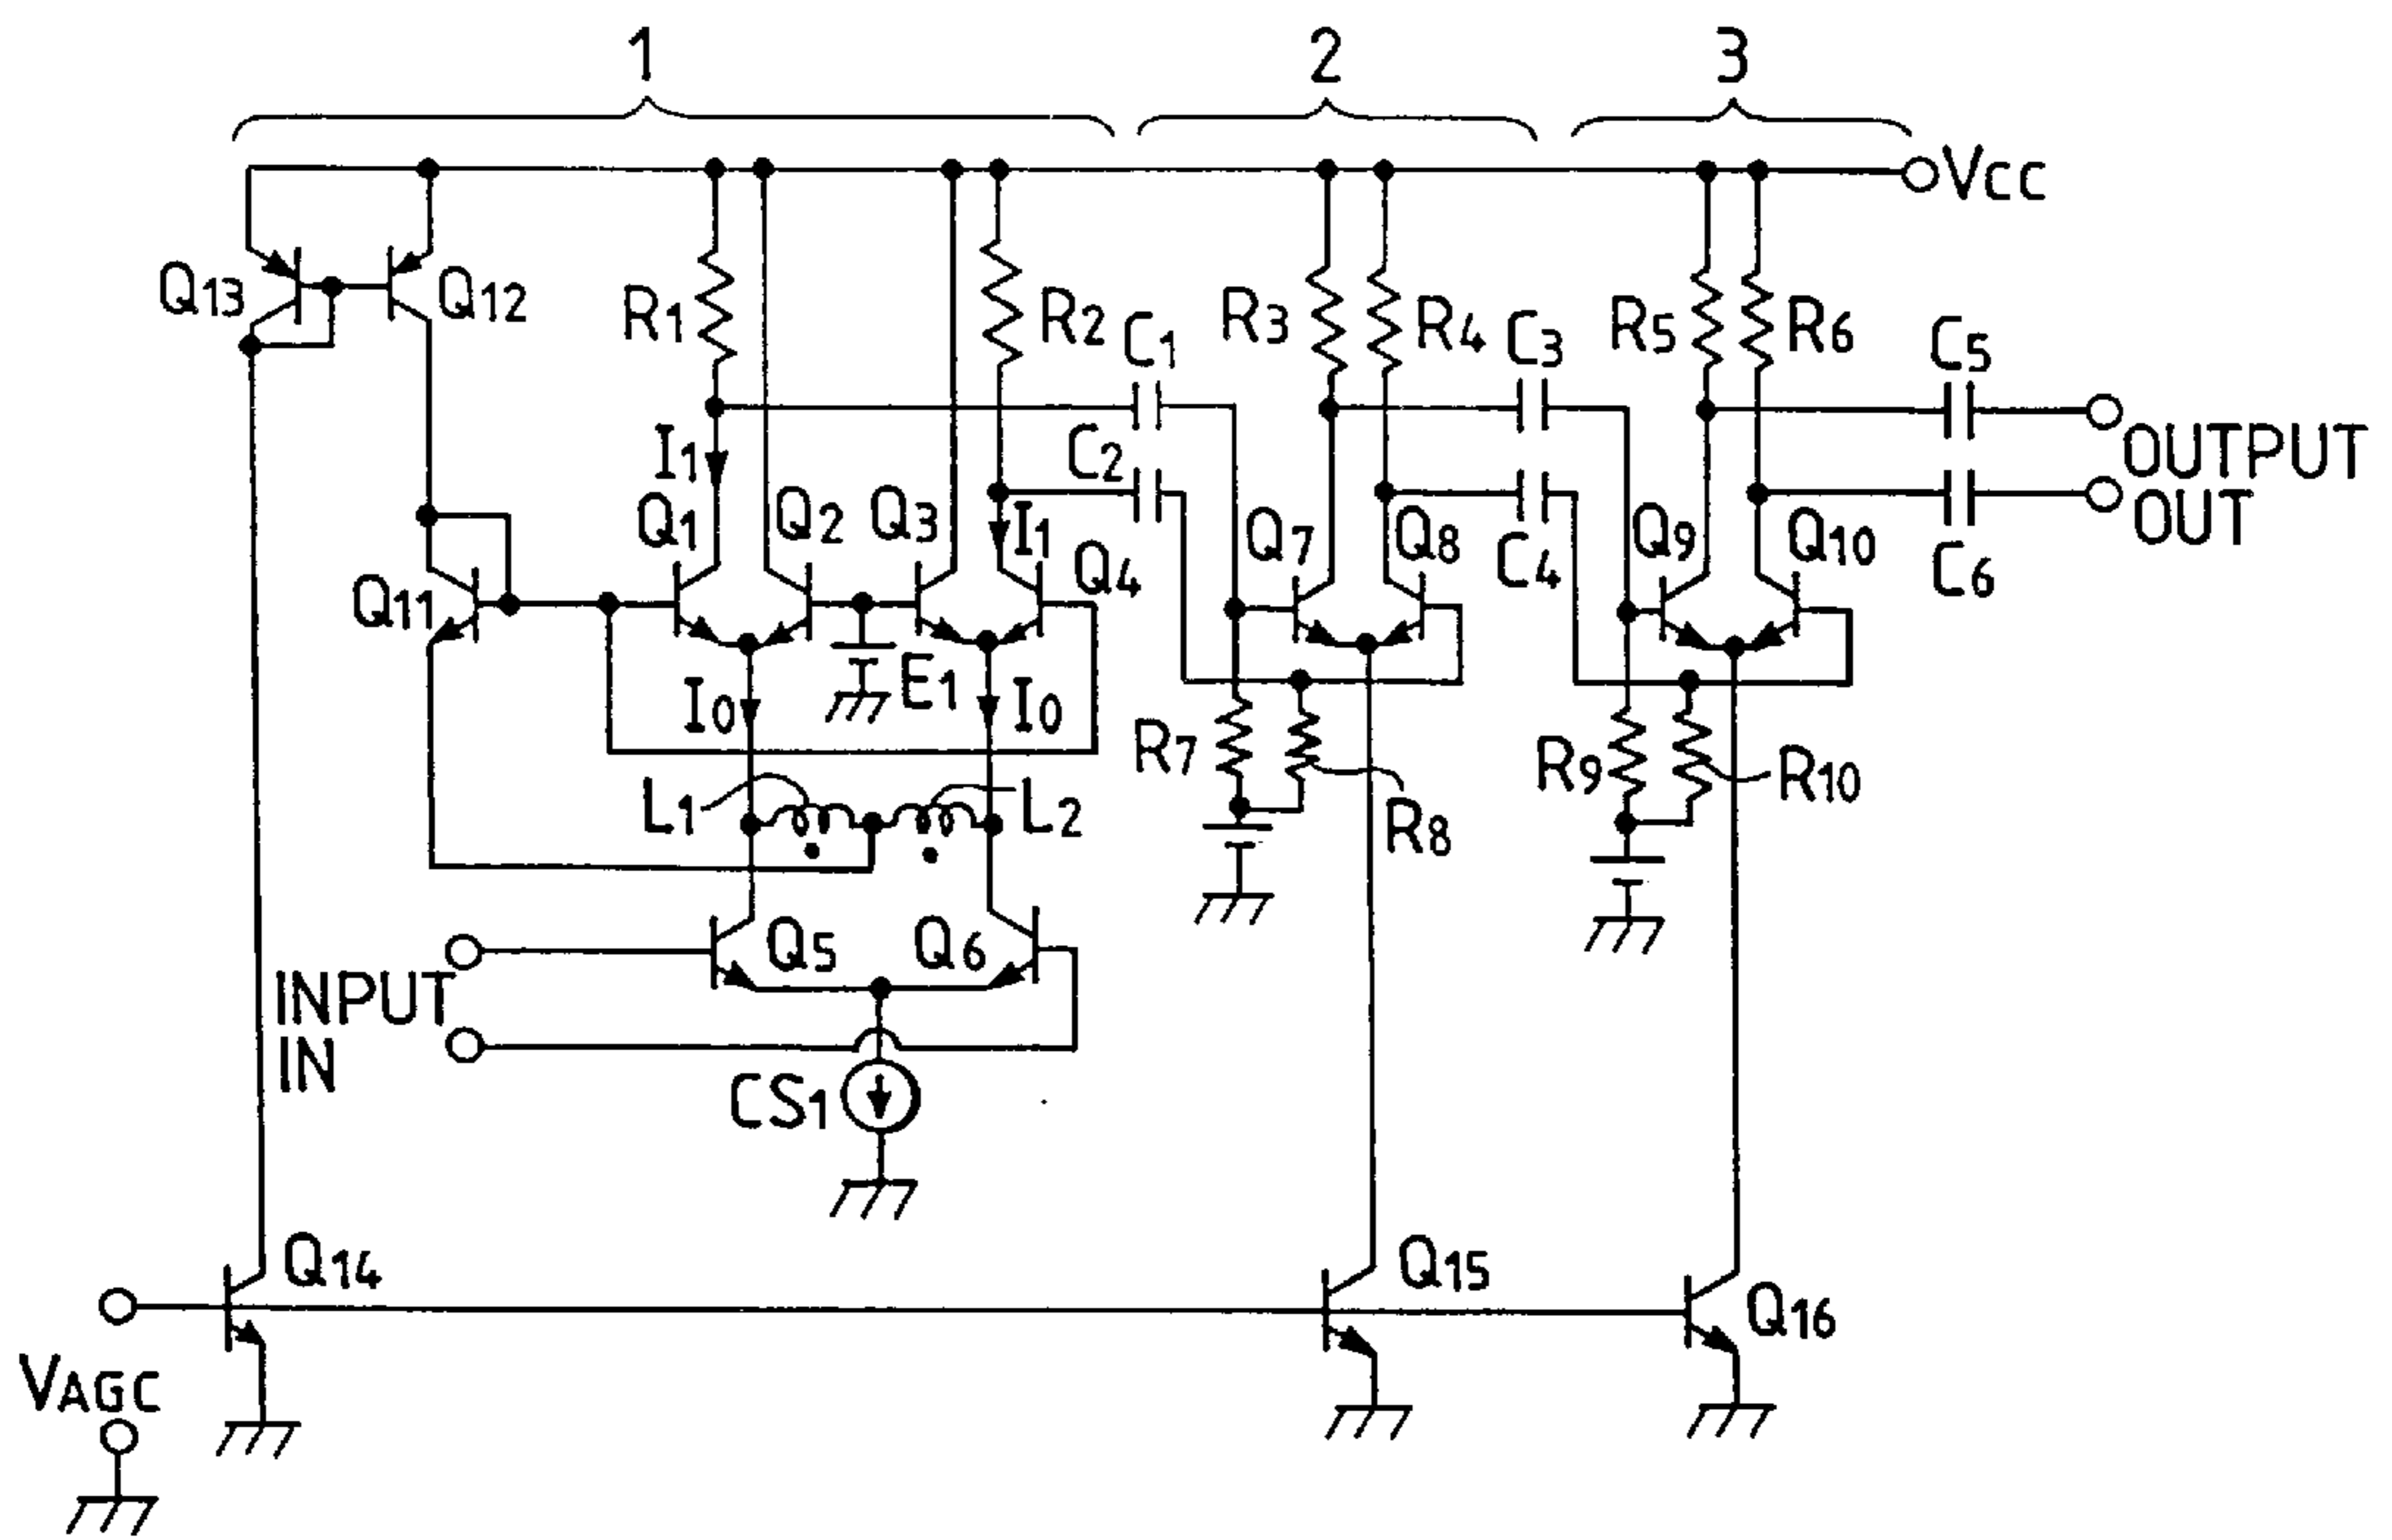 1 2 3
VCC
Q13 Q12 R1 R2 C1 R3 R4 C3 R5 R6 C5
I1 C2 OUTPUT
Q1 Q2 Q3 I1 Q4 Q7 Q8 C4 Q9 Q10 C6 OUT
Q11
I0 E1 I0
R7 R9 R10
L1 L2 R8
Q5 Q6
INPUT
IN
CS1
Q14 Q15 Q16
VAGC